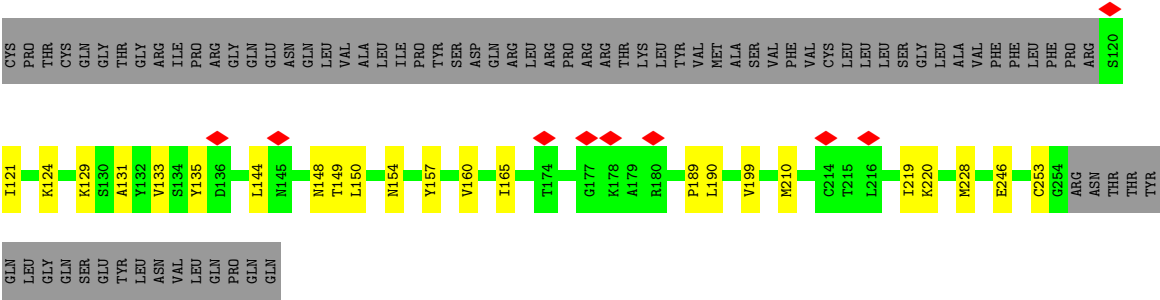 CYS PRO THR CYS GLN GLY THR GLY ARG ILE PRO ARG GLY GLN GLU ASN GLN LEU VAL ALA LEU ILE PRO TYR SER ASP GLN ARG LEU ARG PRO ARG ARG THR LYS LEU TYR VAL MET ALA SER VAL PHE VAL CYS LEU LEU LEU SER GLY LEU ALA VAL PHE PHE LEU PHE PRO ARG S120
I121 K124 K129 S130 A131 Y132 V133 S134 Y135 D136 L144 N145 N148 T149 L150 N154 Y157 V160 I165 T174 G177 K178 A179 R180 P189 L190 V199 M210 C214 T215 L216 I219 K220 M228 E246 C253 G254 ARG ASN THR THR TYR
GLN LEU GLY GLN SER GLU TYR LEU ASN VAL LEU GLN PRO GLN GLN